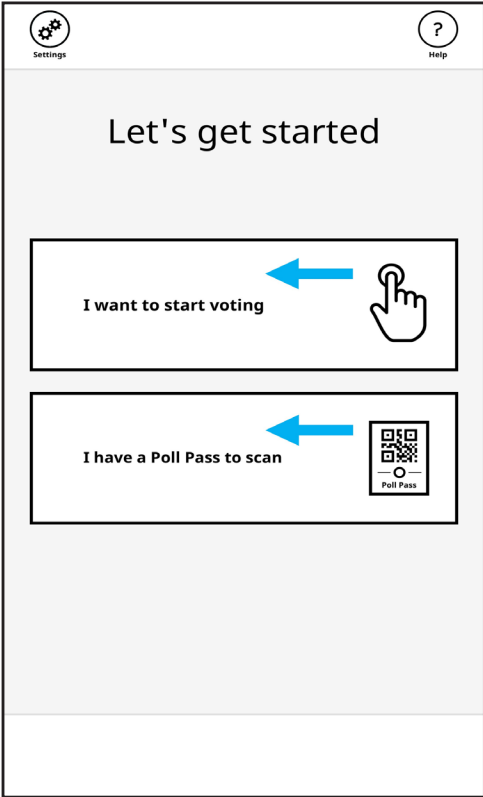 Settings
Help
?
Let's get started
I want to start voting
I have a Poll Pass to scan
Poll Pass